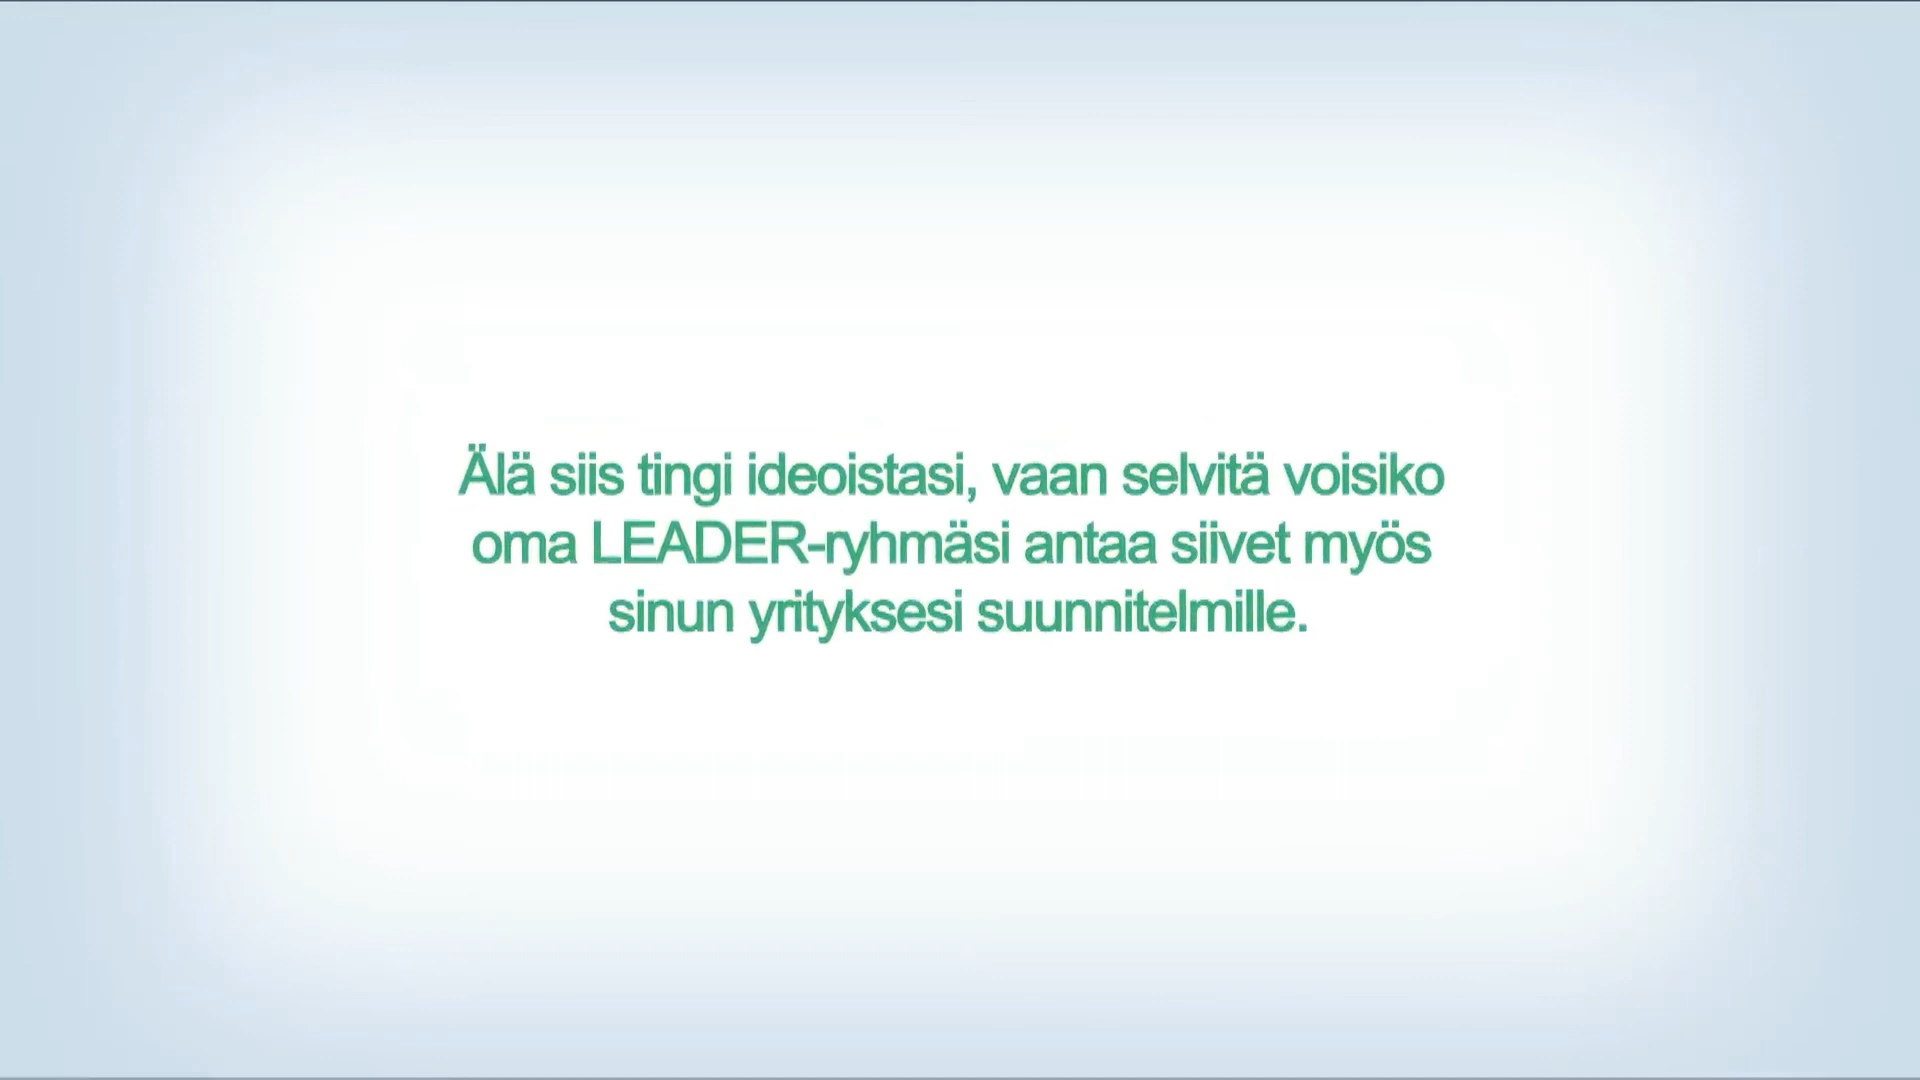 Älä siis tingi ideoistasi, vaan selvitä voisiko
oma LEADER-ryhmäsi antaa siivet myös
sinun yrityksesi suunnitelmille.